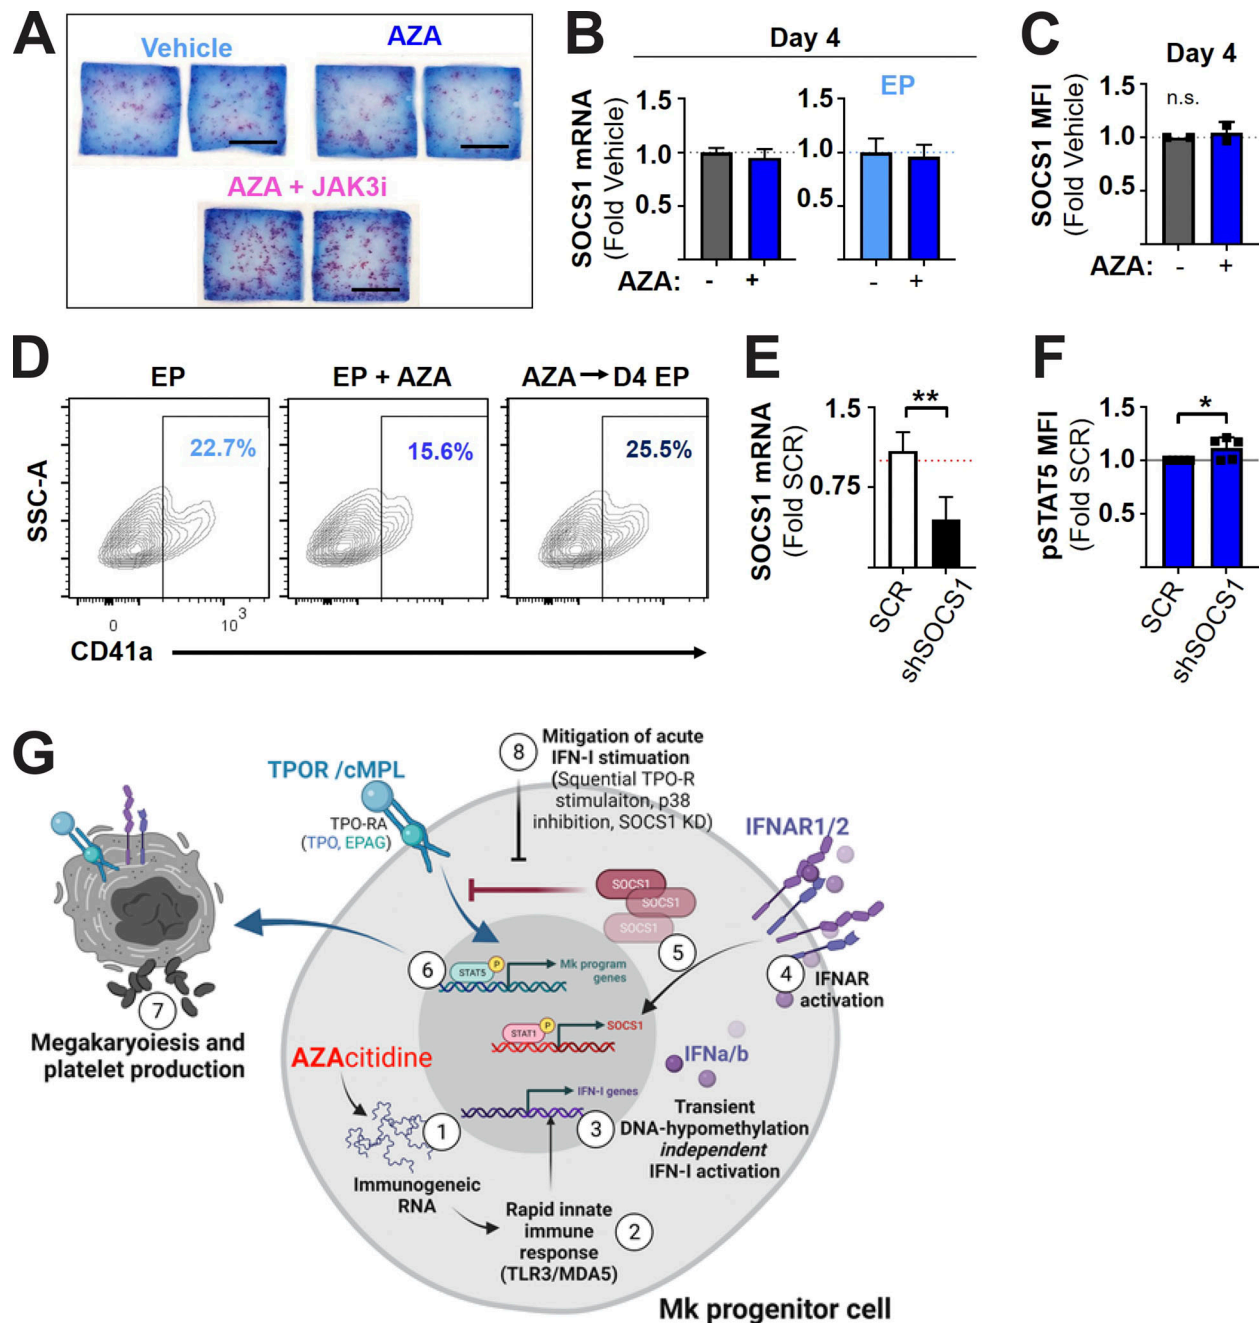 A
Vehicle
AZA
AZA + JAK3i
B
Day 4
SOCS1 mRNA
(Fold Vehicle)
1.5
1.0
0.5
AZA:
-
+
EP
1.5
1.0
0.5
-
+
C
Day 4
SOCS1 MFI
(Fold Vehicle)
1.5
1.0
0.5
n.s.
AZA:
-
+
D
EP
EP + AZA
AZA → D4 EP
22.7%
15.6%
25.5%
SSC-A
0
10³
CD41a
E
SOCS1 mRNA
(Fold SCR)
1.5
0.75
**
SCR
shSOCS1
F
pSTAT5 MFI
(Fold SCR)
1.5
1.0
0.5
*
SCR
shSOCS1
G
TPOR /cMPL
TPO-RA
(TPO, EPAG)
8
Mitigation of acute
IFN-I stimuation
(Squential TPO-R
stimulaiton, p38
inhibition, SOCS1 KD)
IFNAR1/2
SOCS1
SOCS1
SOCS1
5
4
IFNAR
activation
6
STAT5
P
Mk program
genes
STAT1
P
SOCS1
7
Megakaryoiesis and
platelet production
AZAcitidine
IFN-I genes
IFNa/b
1
3
Transient
DNA-hypomethylation
independent
IFN-I activation
Immunogeneic
RNA
Rapid innate
immune
response
(TLR3/MDA5)
2
Mk progenitor cell